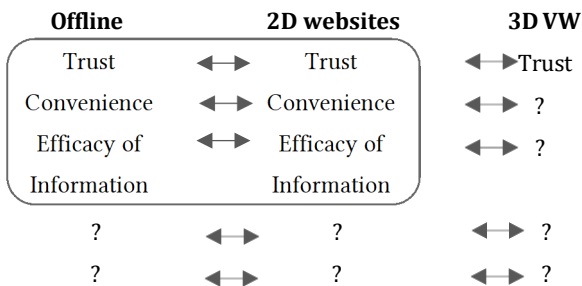 Offline 2D websites 3D VW
Trust Trust Trust
Convenience Convenience ?
Efficacy of Efficacy of ?
Information Information
? ? ?
? ? ?